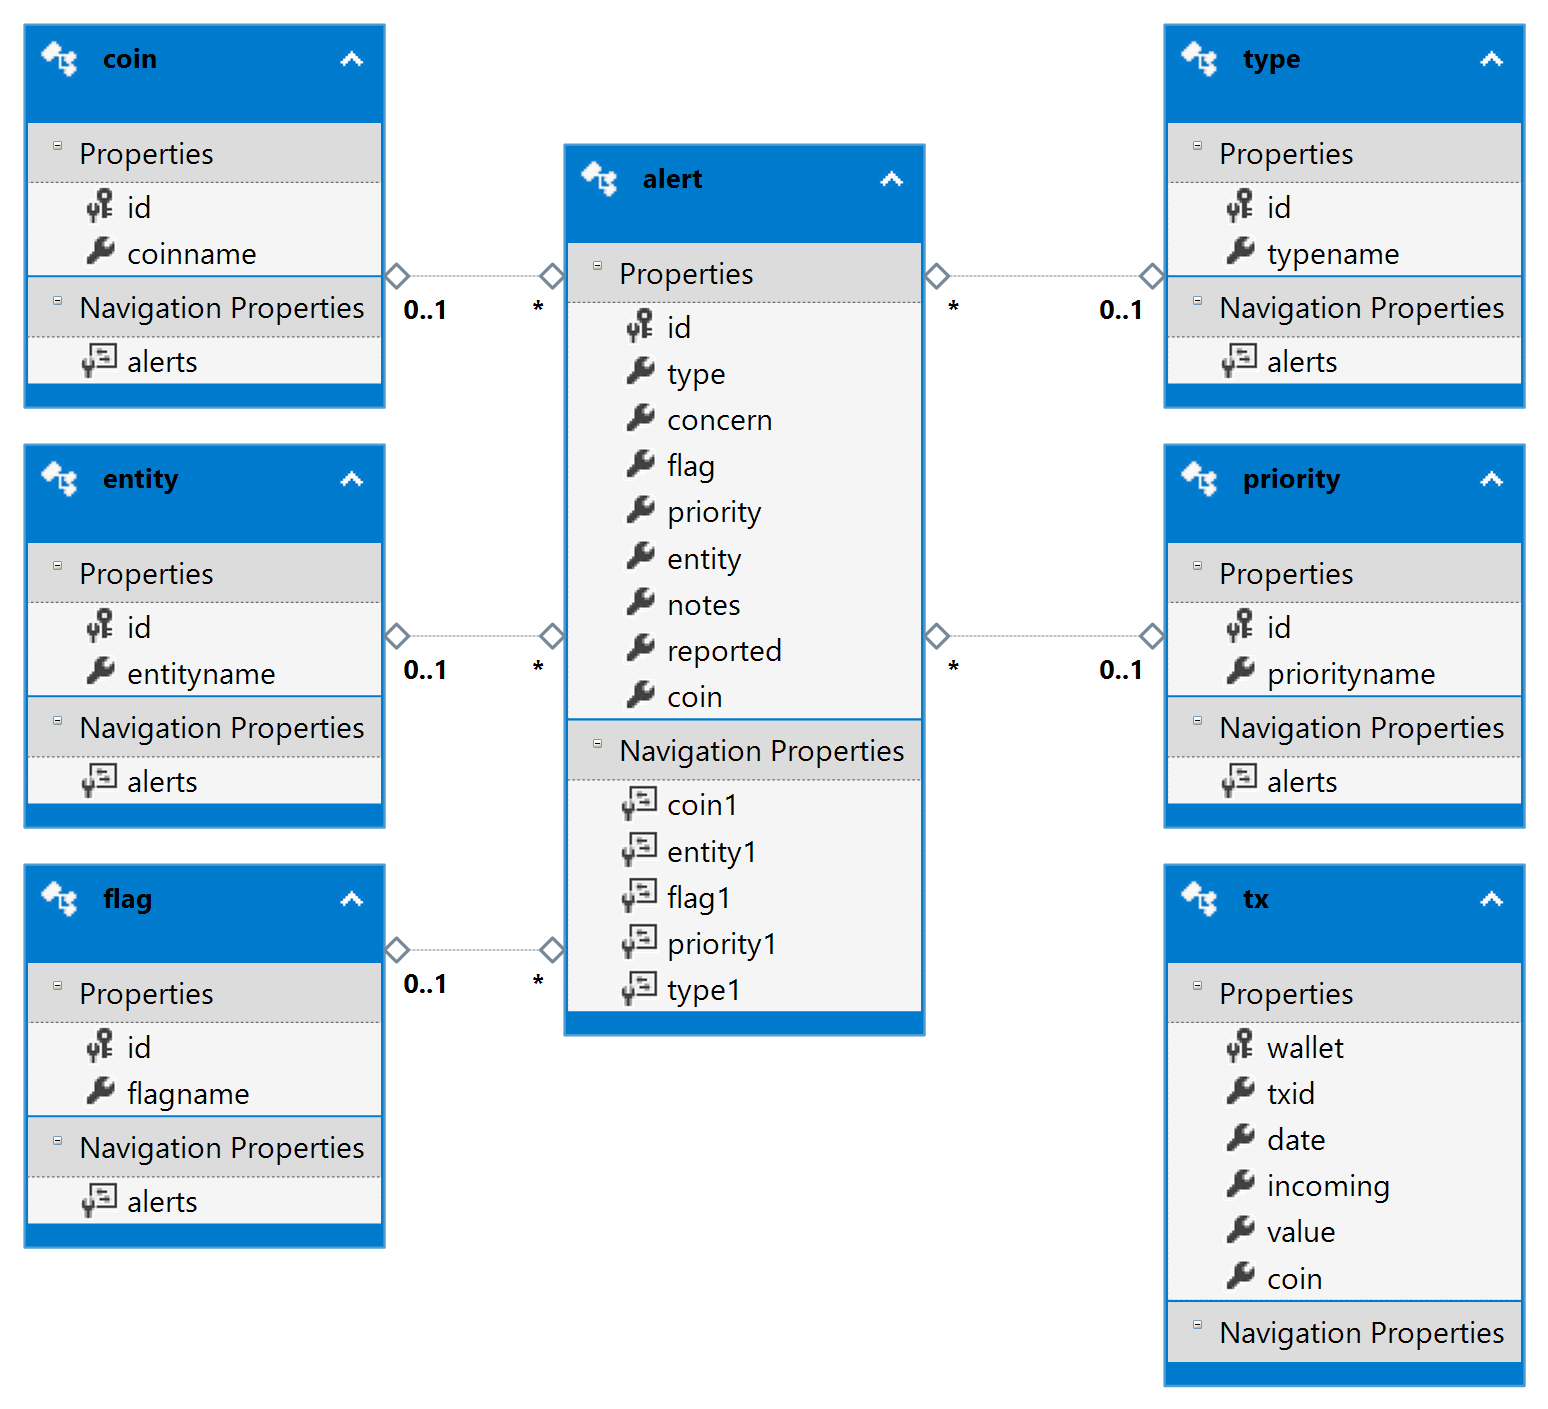 coin
Properties
id
coinname
Navigation Properties
alerts
0..1
*
entity
Properties
id
entityname
Navigation Properties
alerts
0..1
*
flag
Properties
id
flagname
Navigation Properties
alerts
0..1
*
alert
Properties
id
type
concern
flag
priority
entity
notes
reported
coin
Navigation Properties
coin1
entity1
flag1
priority1
type1
*
0..1
type
Properties
id
typename
Navigation Properties
alerts
*
0..1
priority
Properties
id
priorityname
Navigation Properties
alerts
tx
Properties
wallet
txid
date
incoming
value
coin
Navigation Properties